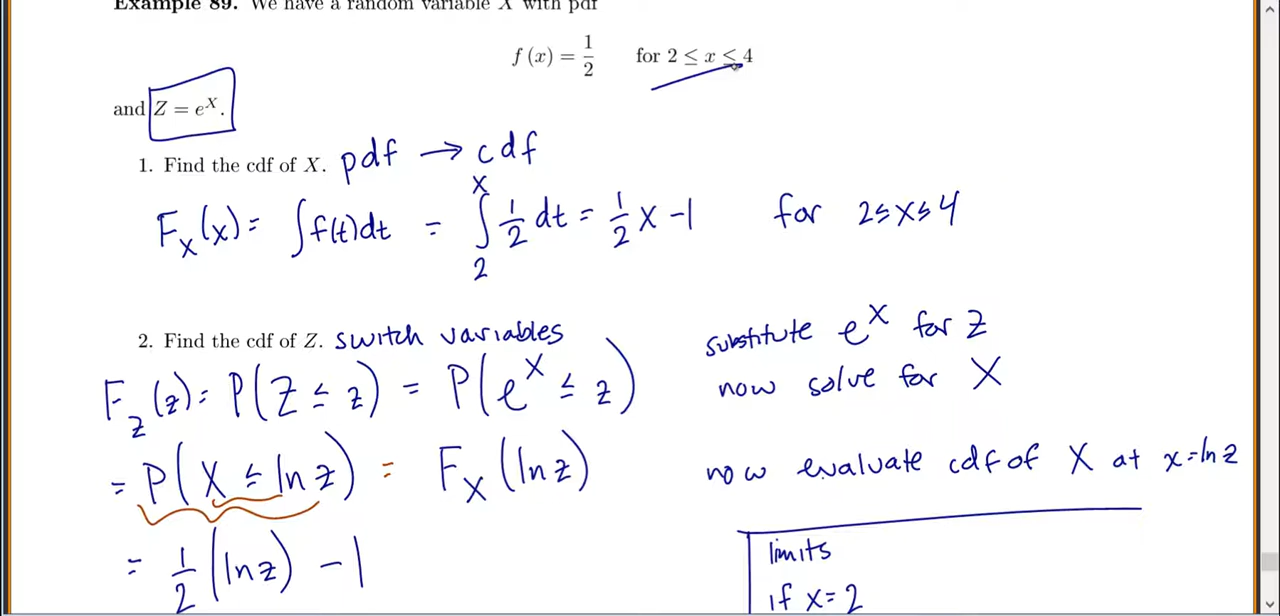 Example 89. We have a random variable X with pdf
f (x) = 1/2 for 2 ≤ x ≤ 4
and Z = e^X.
1. Find the cdf of X. pdf → cdf
F_X(x) = ∫f(t)dt = ∫_2^x 1/2 dt = 1/2 x - 1 for 2 ≤ x ≤ 4
2. Find the cdf of Z. switch variables
substitute e^X for Z
F_Z(z) = P(Z ≤ z) = P(e^X ≤ z)
now solve for X
= P(X ≤ ln z) = F_X(ln z)
now evaluate cdf of X at x=ln z
= 1/2 (ln z) - 1
limits
if x=2